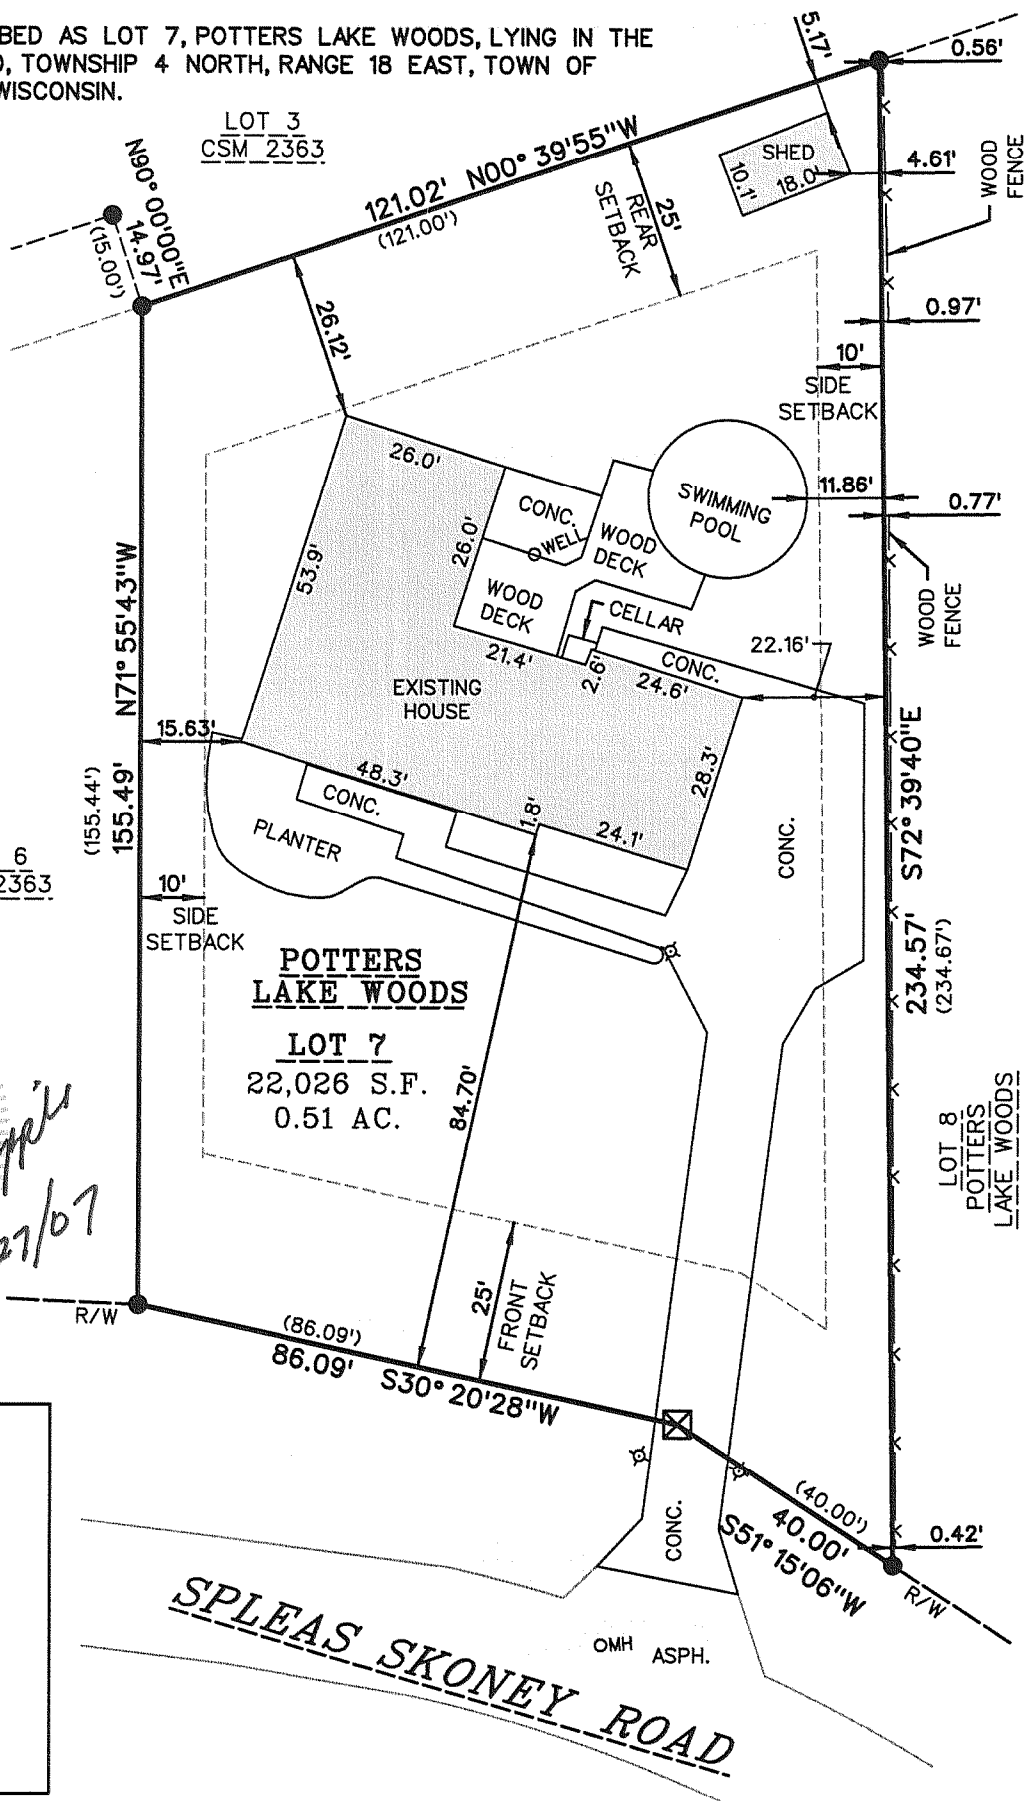 BED AS LOT 7, POTTERS LAKE WOODS, LYING IN THE
, TOWNSHIP 4 NORTH, RANGE 18 EAST, TOWN OF
WISCONSIN.
LOT 3
CSM 2363
N90° 00'00"E
14.97'
(15.00')
121.02' N00° 39'55"W
(121.00')
5.17'
0.56'
SHED
10.1'
18.0'
4.61'
WOOD
FENCE
25'
REAR
SETBACK
26.12'
0.97'
10'
SIDE
SETBACK
26.0'
CONC.
WELL
26.0'
WOOD
DECK
WOOD
DECK
SWIMMING
POOL
11.86'
0.77'
WOOD
FENCE
CELLAR
CONC.
22.16'
53.9'
21.4'
2.6'
24.6'
EXISTING
HOUSE
N71° 55'43"W
155.49'
(155.44')
15.63'
48.3'
CONC.
1.8'
24.1'
28.3'
CONC.
PLANTER
S72° 39'40"E
234.57'
(234.67')
6
2363
10'
SIDE
SETBACK
POTTERS
LAKE WOODS
LOT 7
22,026 S.F.
0.51 AC.
84.70'
LOT 8
POTTERS
LAKE WOODS
27/07
25'
FRONT
SETBACK
R/W
(86.09')
86.09' S30° 20'28"W
(40.00')
40.00'
S51° 15'06"W
0.42'
R/W
CONC.
SPLEAS SKONEY ROAD
OMH ASPH.